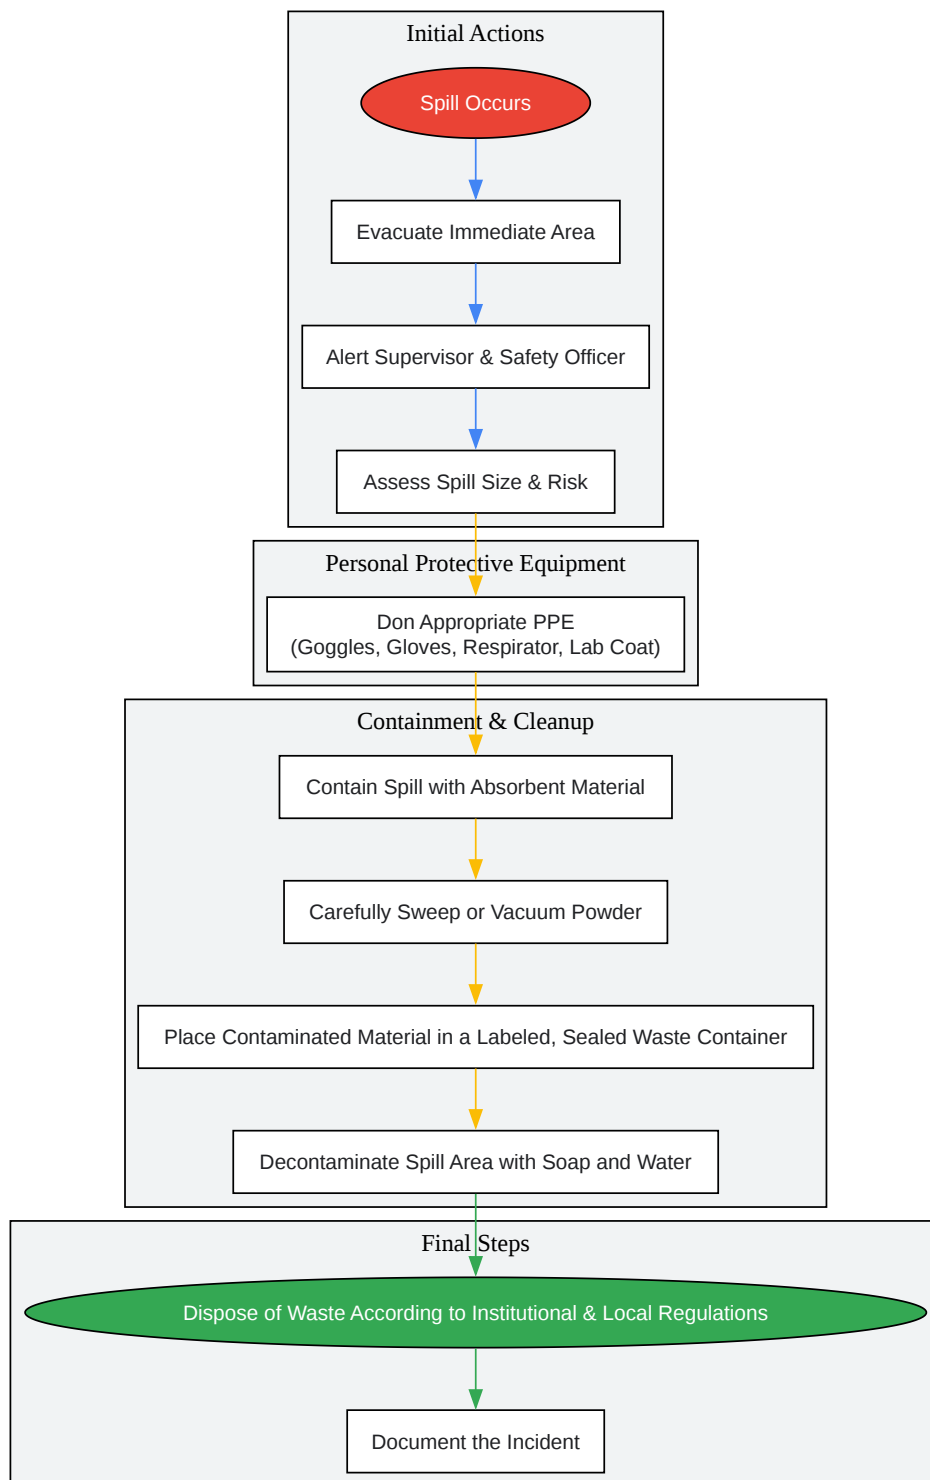 Initial Actions
Spill Occurs
Evacuate Immediate Area
Alert Supervisor & Safety Officer
Assess Spill Size & Risk
Personal Protective Equipment
Don Appropriate PPE
(Goggles, Gloves, Respirator, Lab Coat)
Containment & Cleanup
Contain Spill with Absorbent Material
Carefully Sweep or Vacuum Powder
Place Contaminated Material in a Labeled, Sealed Waste Container
Decontaminate Spill Area with Soap and Water
Final Steps
Dispose of Waste According to Institutional & Local Regulations
Document the Incident